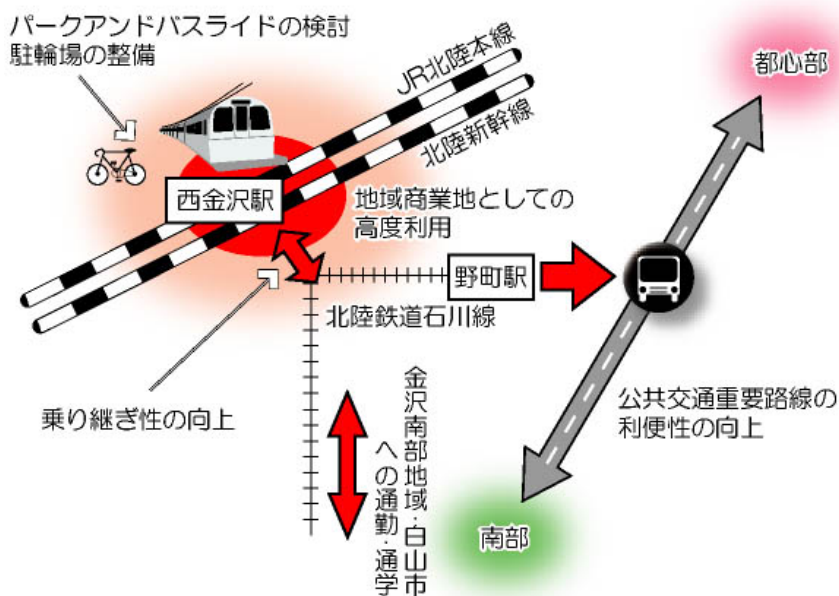 パークアンドバスライドの検討
駐輪場の整備
JR北陸本線
北陸新幹線
都心部
西金沢駅
地域商業地としての
高度利用
野町駅
北陸鉄道石川線
乗り継ぎ性の向上
金沢南部地域・白山市
への通勤・通学
公共交通重要路線の
利便性の向上
南部